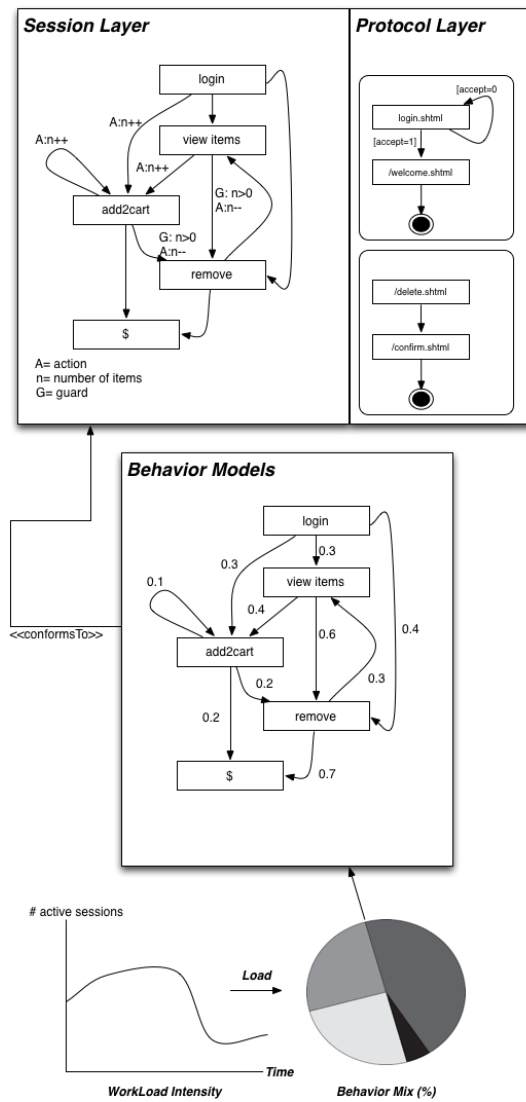 Session Layer
login
A:n++
A:n++
view items
A:n++
add2cart
G: n>0
A:n--
G: n>0
A:n--
remove
$
A= action
n= number of items
G= guard
Protocol Layer
[accept=0
login.shtml
[accept=1]
/welcome.shtml
/delete.shtml
/confirm.shtml
<<conformsTo>>
Behavior Models
login
0.3
0.3
0.1
view items
0.4
0.4
0.6
add2cart
0.2
0.3
0.2
remove
$
0.7
# active sessions
Load
Time
WorkLoad Intensity
Behavior Mix (%)